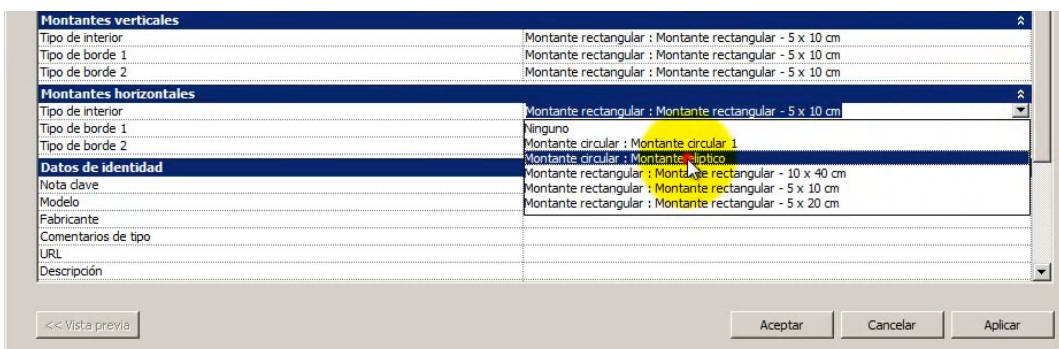 Montantes verticales
Tipo de interior Montante rectangular : Montante rectangular - 5 x 10 cm
Tipo de borde 1 Montante rectangular : Montante rectangular - 5 x 10 cm
Tipo de borde 2 Montante rectangular : Montante rectangular - 5 x 10 cm
Montantes horizontales
Tipo de interior Montante rectangular : Montante rectangular - 5 x 10 cm
Tipo de borde 1 Ninguno
Tipo de borde 2 Montante circular : Montante circular 1
Montante circular : Montante eliptico
Datos de identidad Montante rectangular : Montante rectangular - 10 x 40 cm
Nota clave Montante rectangular : Montante rectangular - 5 x 10 cm
Modelo Montante rectangular : Montante rectangular - 5 x 20 cm
Fabricante
Comentarios de tipo
URL
Descripción
<< Vista previa Aceptar Cancelar Aplicar